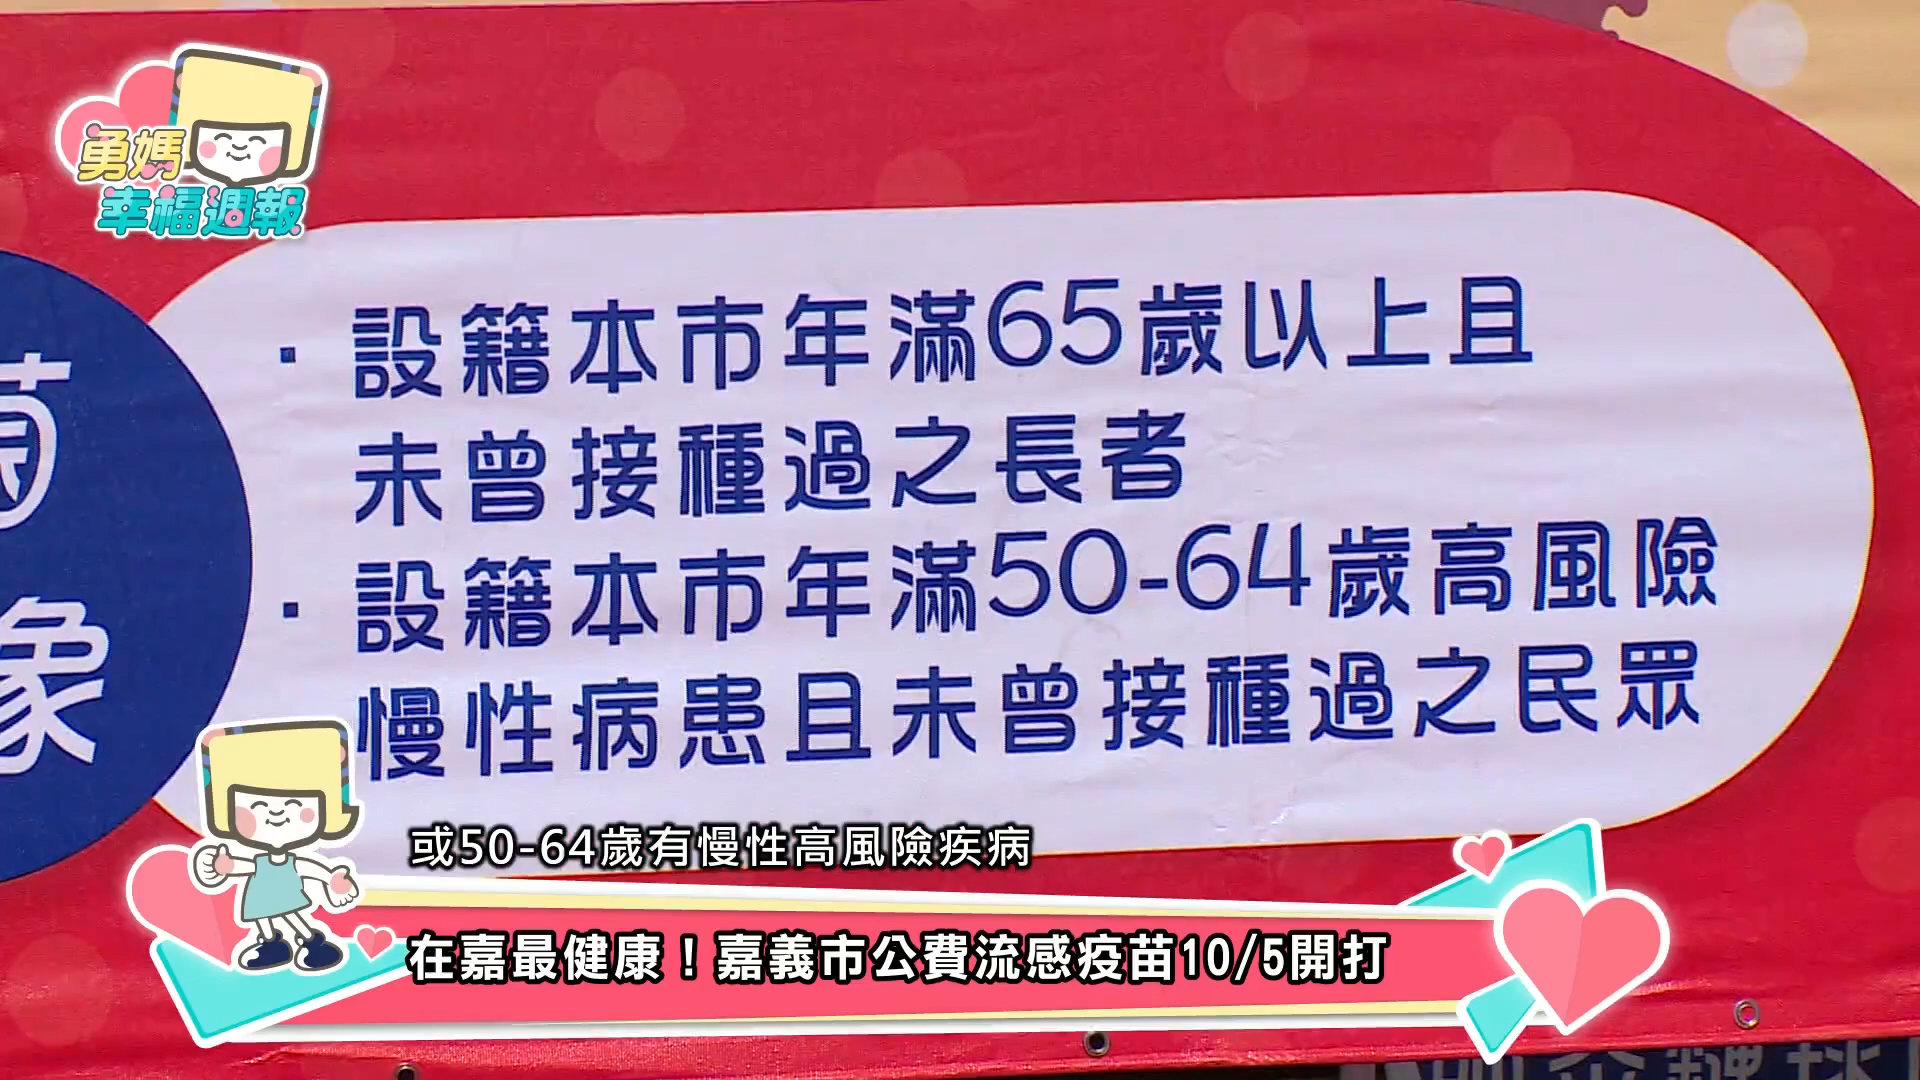 勇媽
幸福週報
・設籍本市年滿65歲以上且
未曾接種過之長者
・設籍本市年滿50-64歲高風險
慢性病患且未曾接種過之民眾
象
或50-64歲有慢性高風險疾病
在嘉最健康！嘉義市公費流感疫苗10/5開打